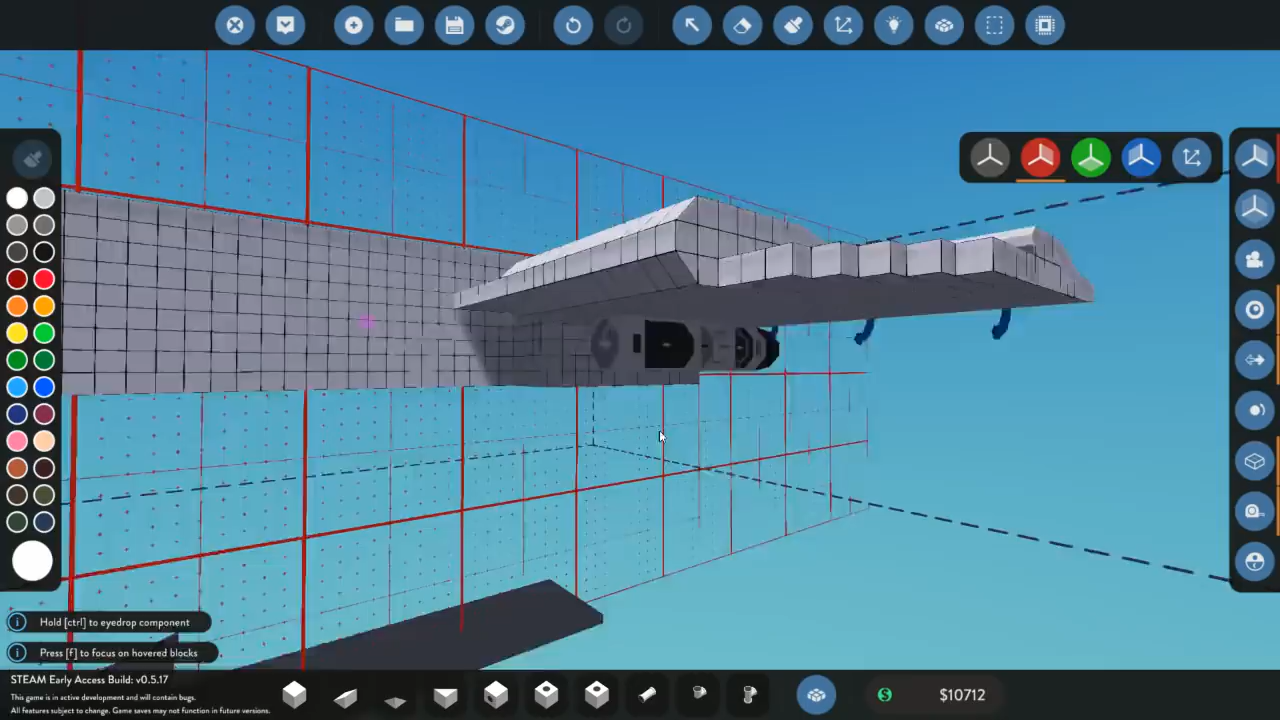 Hold [ctrl] to eyedrop component
Press [f] to focus on hovered blocks
STEAM Early Access Build: v0.5.17
This game is in active development and will contain bugs.
All features subject to change. Game saves may not function in future versions.
$10712